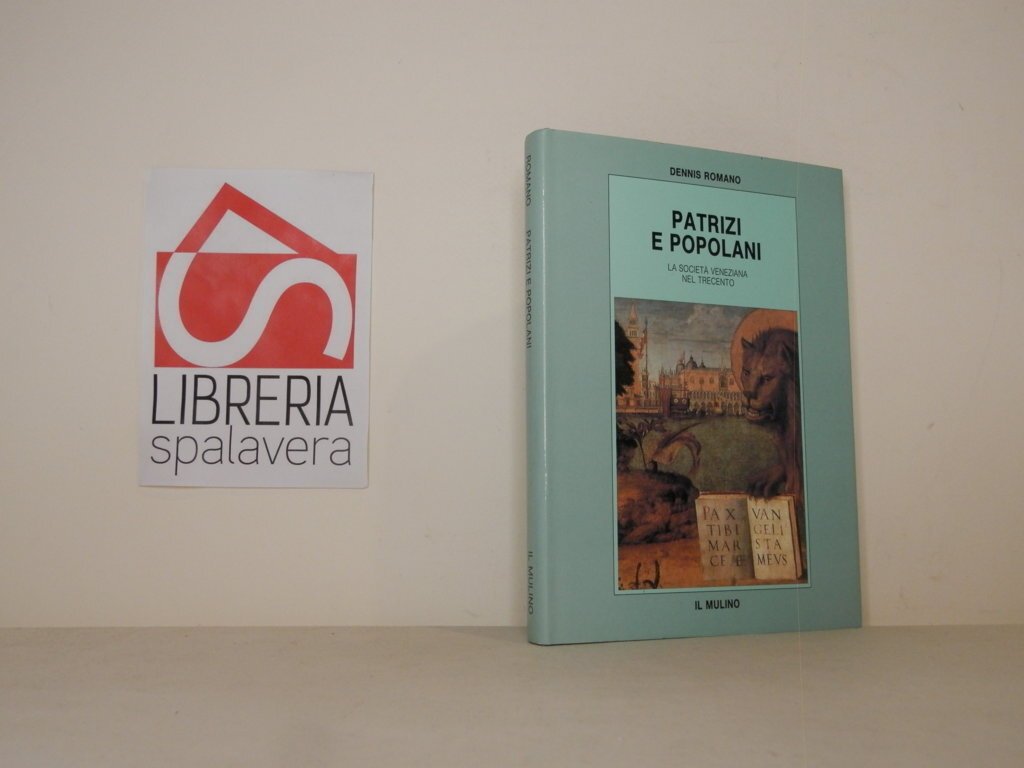 LIBRERIA
spalavera
ROMANO PATRIZI E POPOLANI IL MULINO
DENNIS ROMANO
PATRIZI
E POPOLANI
LA SOCIETÀ VENEZIANA
NEL TRECENTO
PAX
TIBI
MAR
CE E
VAN
GELI
STA
MEVS
IL MULINO